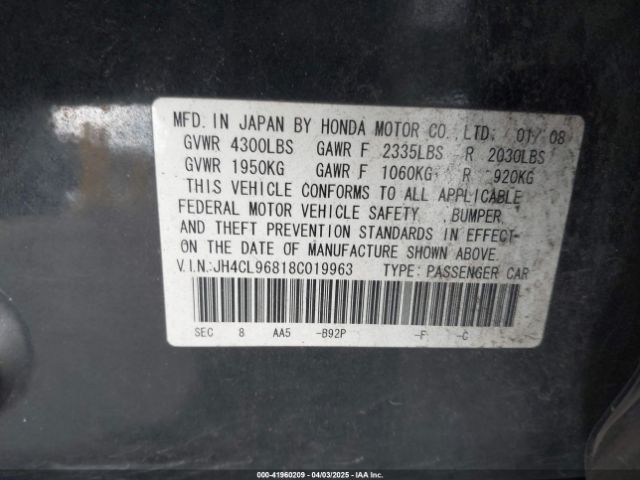 MFD. IN JAPAN BY HONDA MOTOR CO., LTD. 01/08
GVWR 4300LBS GAWR F 2335LBS R 2030LBS
GVWR 1950KG GAWR F 1060KG R 920KG
THIS VEHICLE CONFORMS TO ALL APPLICABLE
FEDERAL MOTOR VEHICLE SAFETY , BUMPER
AND THEFT PREVENTION STANDARDS IN EFFECT-
ON THE DATE OF MANUFACTURE SHOWN ABOVE.
V.I.N.:JH4CL96818C019963 TYPE: PASSENGER CAR
SEC 8 AA5 -B92P -F -C
000-41960209 - 04/03/2025 - IAAI, Inc.